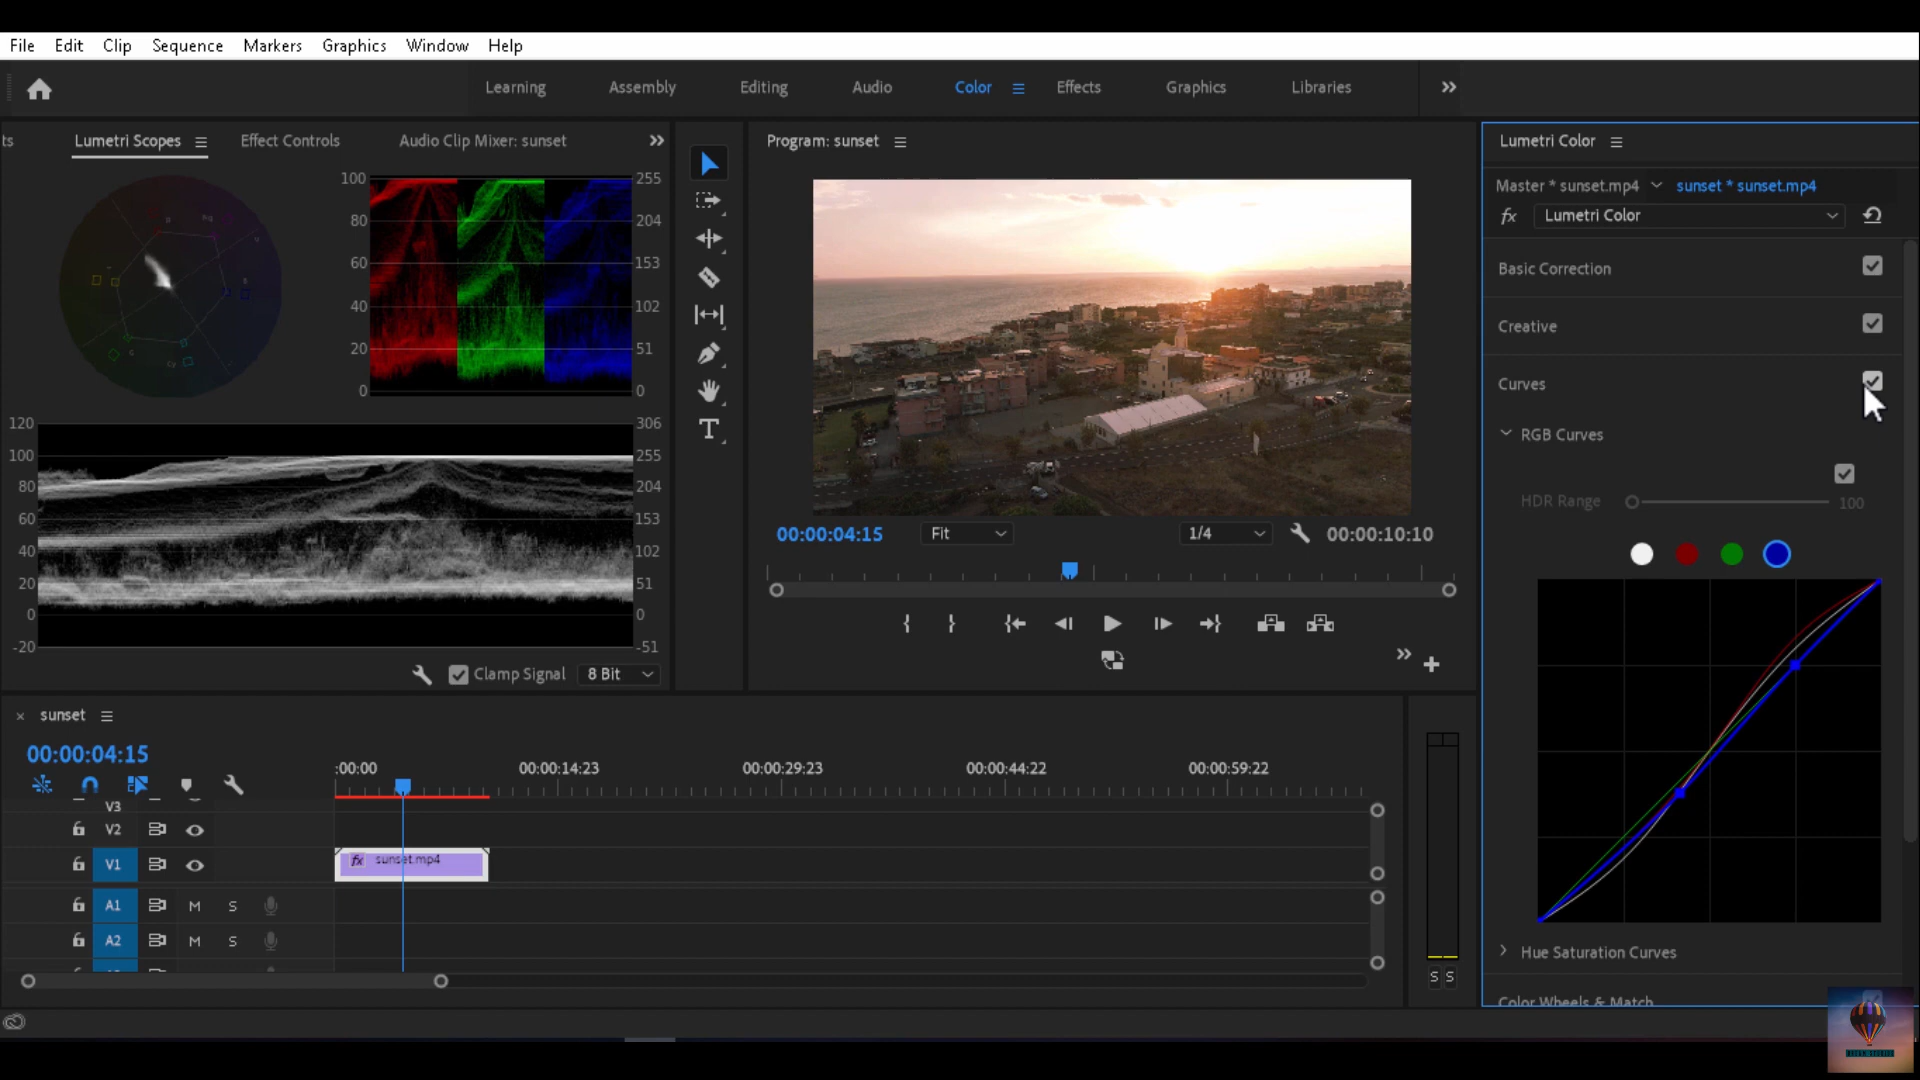 File Edit Clip Sequence Markers Graphics Window Help
Learning Assembly Editing Audio Color Effects Graphics Libraries
ts Lumetri Scopes Effect Controls Audio Clip Mixer: sunset
Program: sunset
Lumetri Color
Master * sunset.mp4 sunset * sunset.mp4
fx Lumetri Color
Basic Correction
Creative
Curves
RGB Curves
HDR Range 100
Hue Saturation Curves
Color Wheels & Match
100 255
80 204
60 153
40 102
20 51
0 0
120 306
100 255
80 204
60 153
40 102
20 51
0 0
-20 -51
Clamp Signal 8 Bit
00:00:04:15 Fit 1/4 00:00:10:10
× sunset
00:00:04:15
:00:00 00:00:14:23 00:00:29:23 00:00:44:22 00:00:59:22
V3
V2
V1 fx sunset.mp4
A1 M S
A2 M S
S S